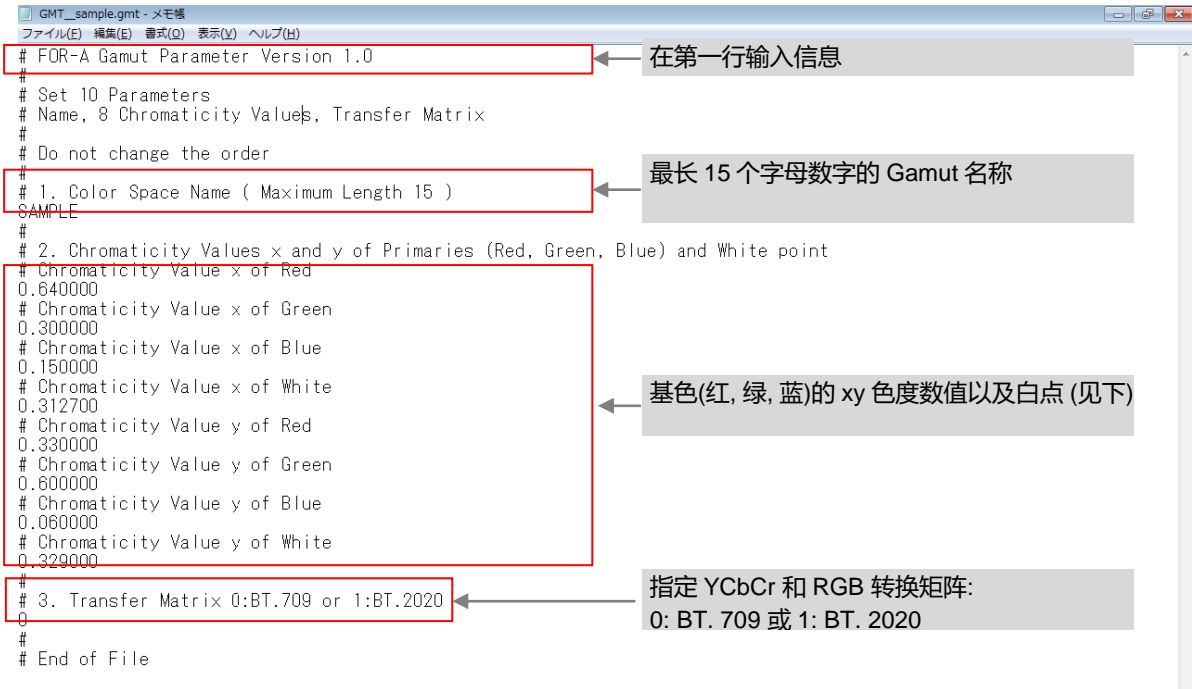 GMT__sample.gmt - メモ帳
ファイル(F) 編集(E) 書式(O) 表示(V) ヘルプ(H)
# FOR-A Gamut Parameter Version 1.0
在第一行输入信息
#
# Set 10 Parameters
# Name, 8 Chromaticity Values, Transfer Matrix
#
# Do not change the order
#
最长 15 个字母数字的 Gamut 名称
# 1. Color Space Name ( Maximum Length 15 )
SAMPLE
#
# 2. Chromaticity Values x and y of Primaries (Red, Green, Blue) and White point
# Chromaticity Value x of Red
0.640000
# Chromaticity Value x of Green
0.300000
# Chromaticity Value x of Blue
0.150000
# Chromaticity Value x of White
0.312700
基色(红, 绿, 蓝)的 xy 色度数值以及白点 (见下)
# Chromaticity Value y of Red
0.330000
# Chromaticity Value y of Green
0.600000
# Chromaticity Value y of Blue
0.060000
# Chromaticity Value y of White
0.329000
#
# 3. Transfer Matrix 0:BT.709 or 1:BT.2020
指定 YCbCr 和 RGB 转换矩阵:
0: BT. 709 或 1: BT. 2020
0
#
# End of File